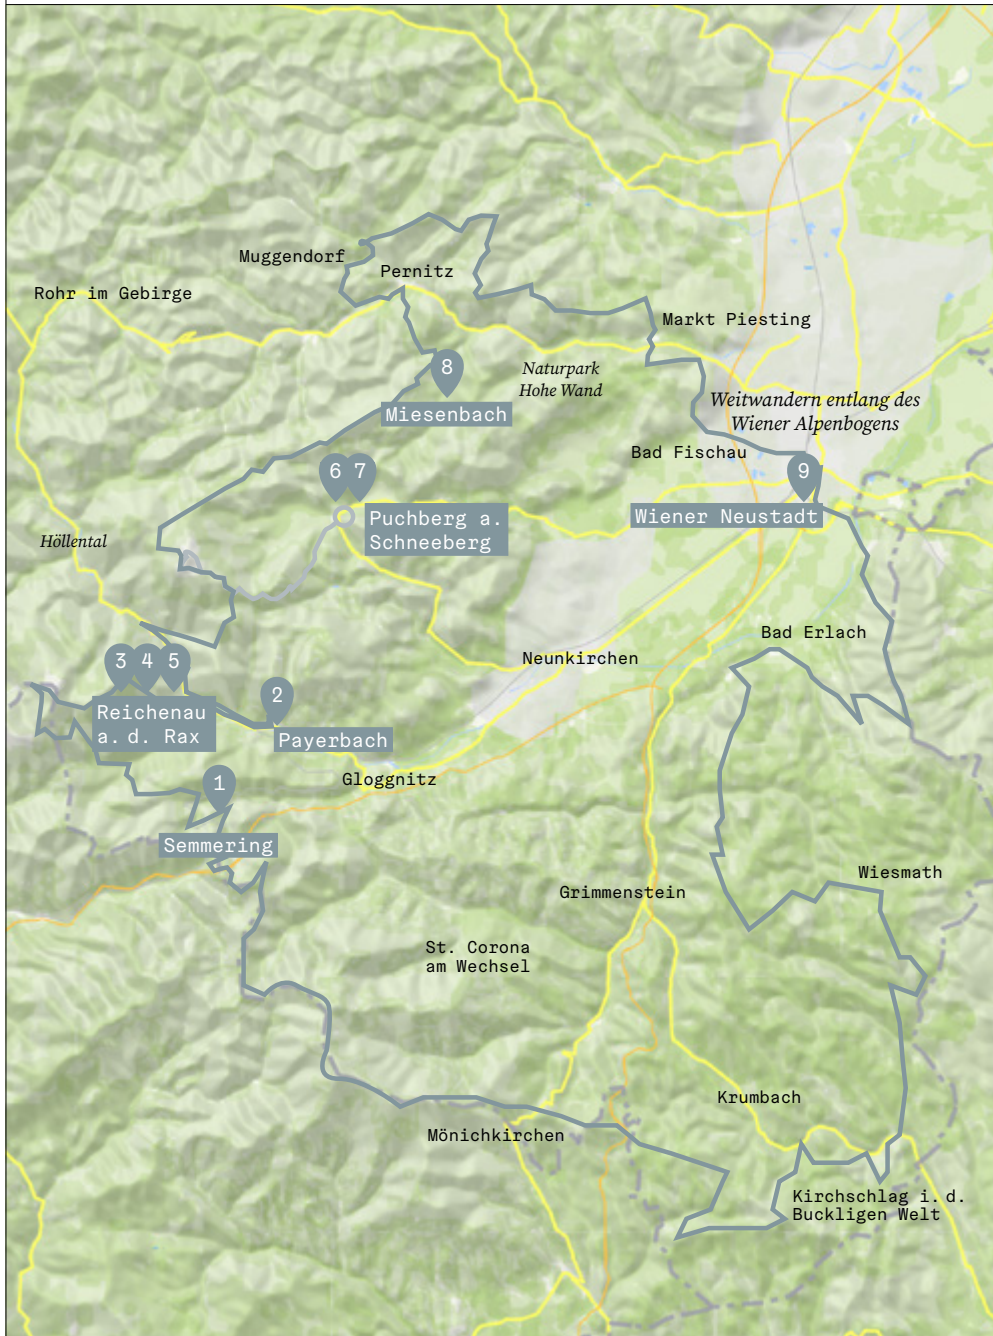 Muggendorf
Pernitz
Rohr im Gebirge
Markt Piesting
8
Naturpark
Hohe Wand
Miesenbach
Weitwandern entlang des
Wiener Alpenbogens
Bad Fischau
6 7
9
Puchberg a.
Schneeberg
Wiener Neustadt
Höllental
Bad Erlach
3 4 5
Neunkirchen
2
Reichenau
a. d. Rax
Payerbach
Gloggnitz
1
Semmering
Wiesmath
Grimmenstein
St. Corona
am Wechsel
Krumbach
Mönichkirchen
Kirchschlag i. d.
Buckligen Welt